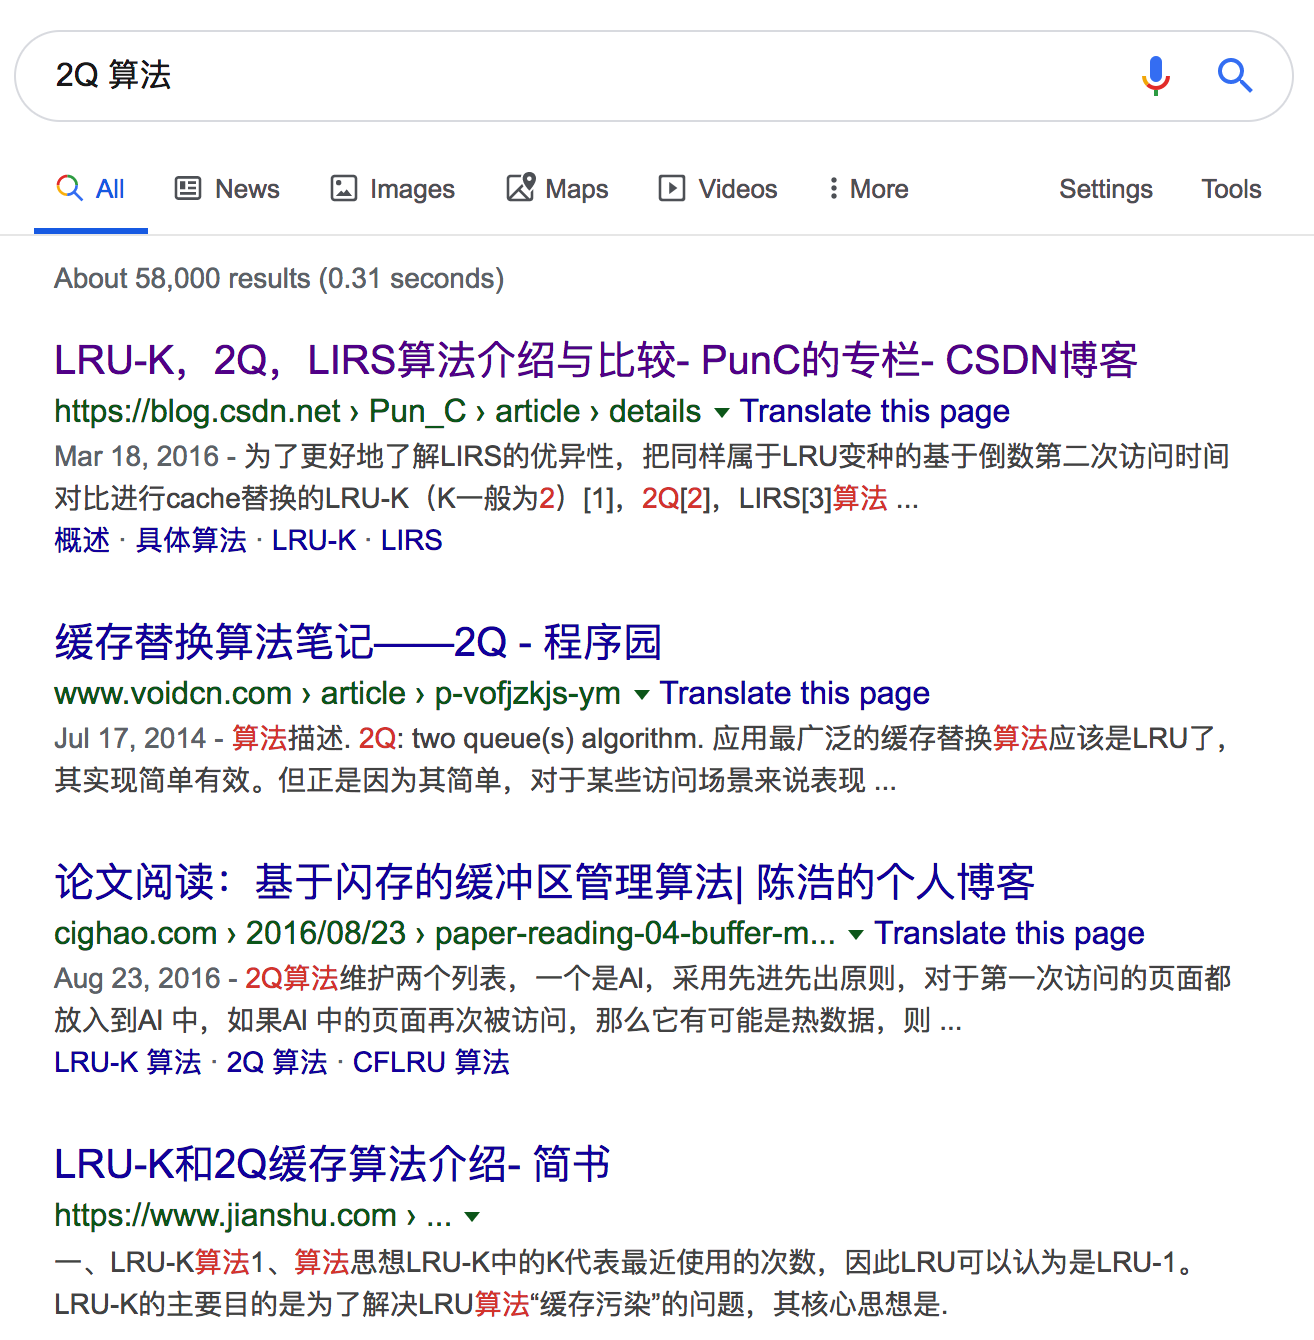 2Q 算法
All News Images Maps Videos More Settings Tools
About 58,000 results (0.31 seconds)
LRU-K，2Q，LIRS算法介绍与比较- PunC的专栏- CSDN博客
https://blog.csdn.net › Pun_C › article › details ▼ Translate this page
Mar 18, 2016 - 为了更好地了解LIRS的优异性，把同样属于LRU变种的基于倒数第二次访问时间
对比进行cache替换的LRU-K（K一般为2）[1]，2Q[2]，LIRS[3]算法 ...
概述 · 具体算法 · LRU-K · LIRS
缓存替换算法笔记——2Q - 程序园
www.voidcn.com › article › p-vofjzkjs-ym ▼ Translate this page
Jul 17, 2014 - 算法描述. 2Q: two queue(s) algorithm. 应用最广泛的缓存替换算法应该是LRU了，
其实现简单有效。但正是因为其简单，对于某些访问场景来说表现 ...
论文阅读：基于闪存的缓冲区管理算法| 陈浩的个人博客
cighao.com › 2016/08/23 › paper-reading-04-buffer-m... ▼ Translate this page
Aug 23, 2016 - 2Q算法维护两个列表，一个是AI，采用先进先出原则，对于第一次访问的页面都
放入到AI 中，如果AI 中的页面再次被访问，那么它有可能是热数据，则 ...
LRU-K 算法 · 2Q 算法 · CFLRU 算法
LRU-K和2Q缓存算法介绍- 简书
https://www.jianshu.com › ... ▼
一、LRU-K算法1、算法思想LRU-K中的K代表最近使用的次数，因此LRU可以认为是LRU-1。
LRU-K的主要目的是为了解决LRU算法“缓存污染”的问题，其核心思想是.